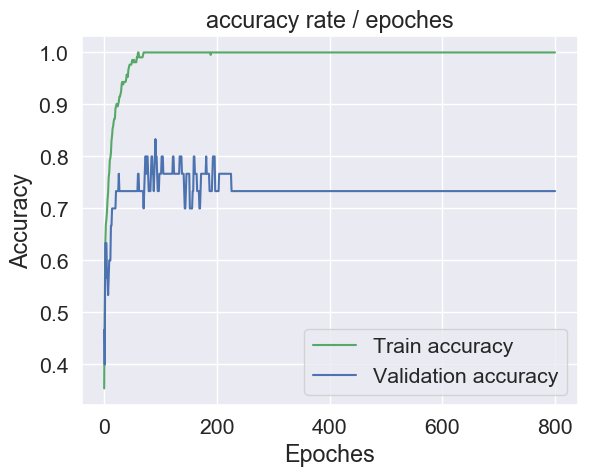 accuracy rate / epoches
Accuracy
1.0
0.9
0.8
0.7
0.6
0.5
0.4
Train accuracy
Validation accuracy
0 200 400 600 800
Epoches